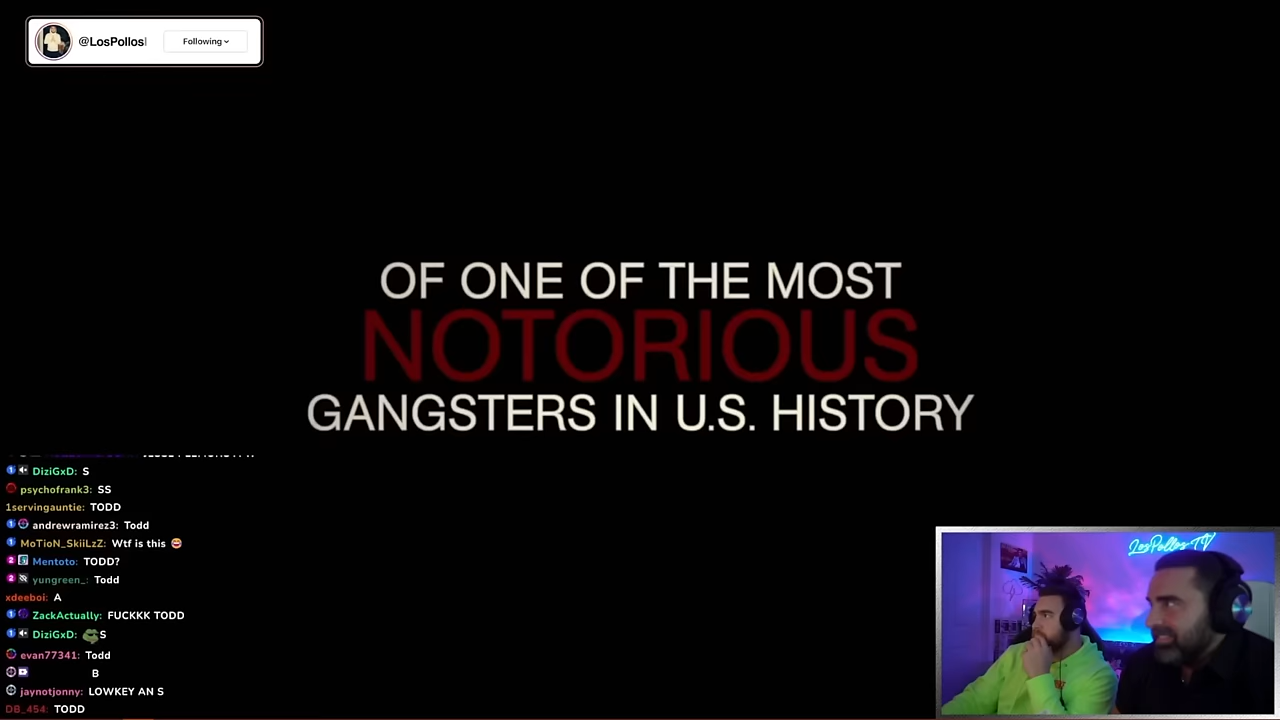 @LosPollos
Following
OF ONE OF THE MOST
NOTORIOUS
GANGSTERS IN U.S. HISTORY
DiziGxD: S
psychofrank3: SS
1servingauntie: TODD
andrewramirez3: Todd
MoTioN_SkiiLzZ: Wtf is this
Mentoto: TODD?
yungreen_: Todd
xdeeboi: A
ZackActually: FUCKKK TODD
DiziGxD: S
evan77341: Todd
B
jaynotjonny: LOWKEY AN S
DB_454: TODD
LosPollos TV